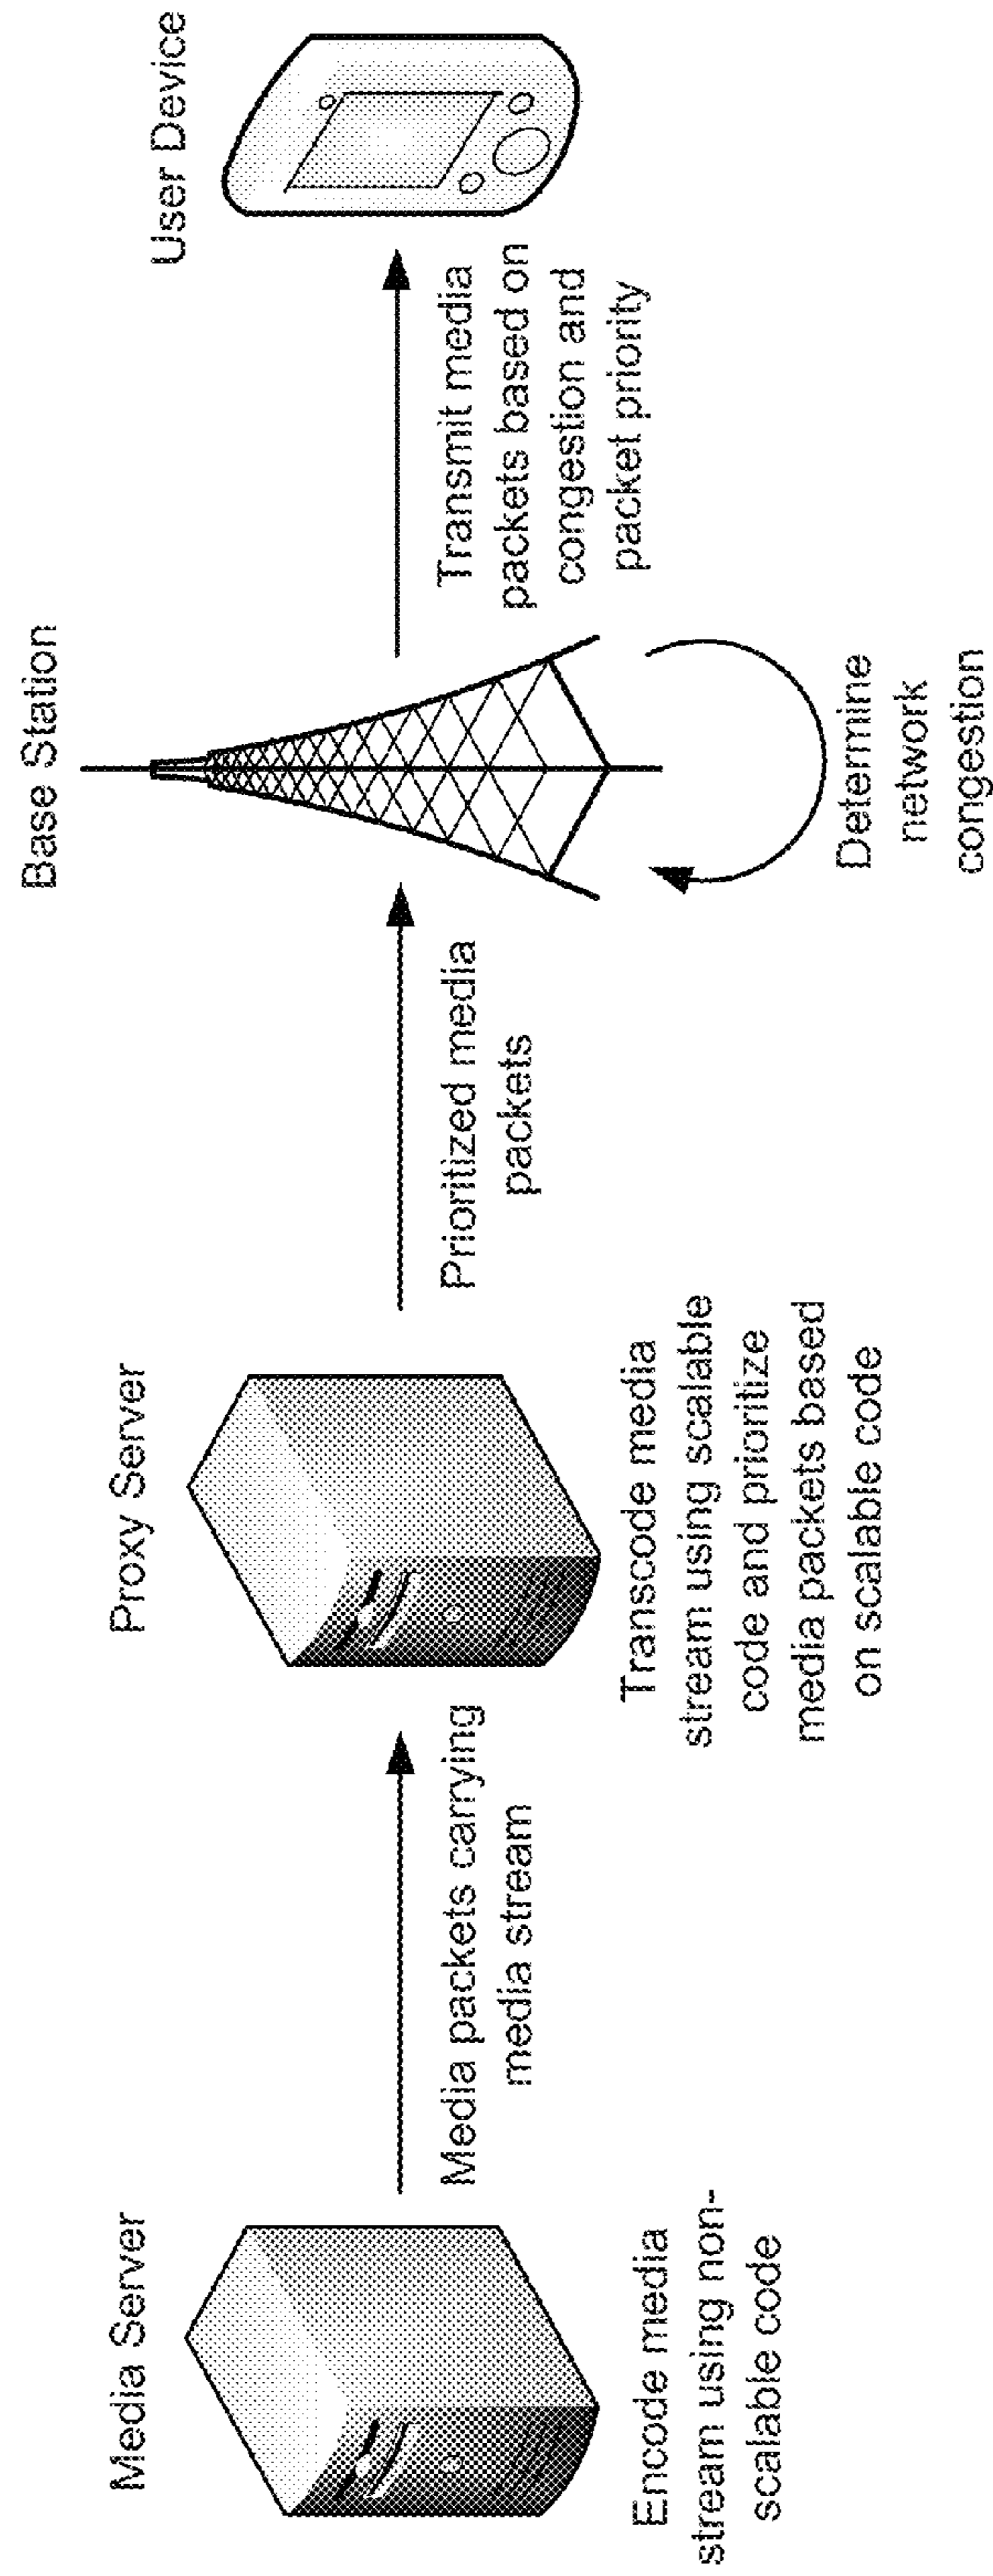 Media Server
Encode media
stream using non-
scalable code
Media packets carrying
media stream
Proxy Server
Transcode media
stream using scalable
code and prioritize
media packets based
on scalable code
Prioritized media
packets
Base Station
Determine
network
congestion
Transmit media
packets based on
congestion and
packet priority
User Device